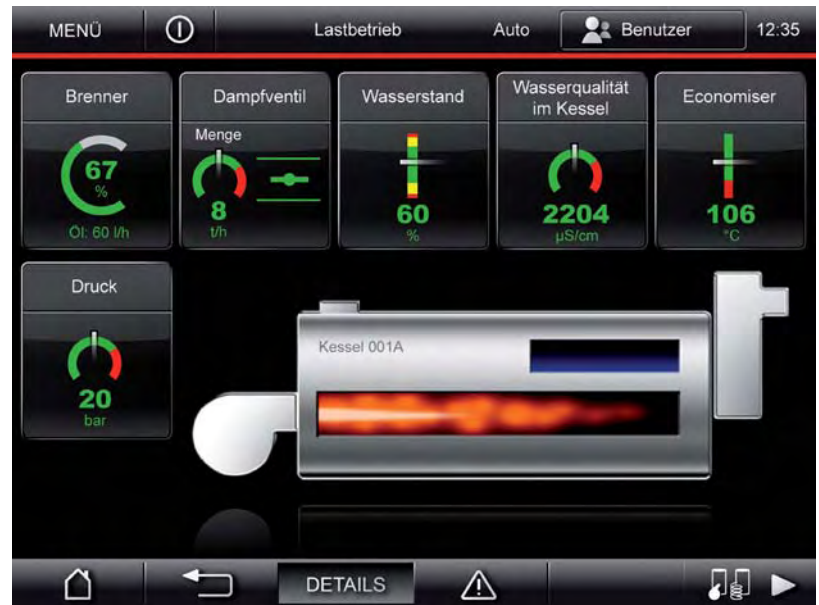 MENÜ
Lastbetrieb
Auto
Benutzer
12:35
Brenner
67
%
Öl: 60 l/h
Dampfventil
Menge
8
t/h
Wasserstand
60
%
Wasserqualität
im Kessel
2204
µS/cm
Economiser
106
°C
Druck
20
bar
Kessel 001A
DETAILS